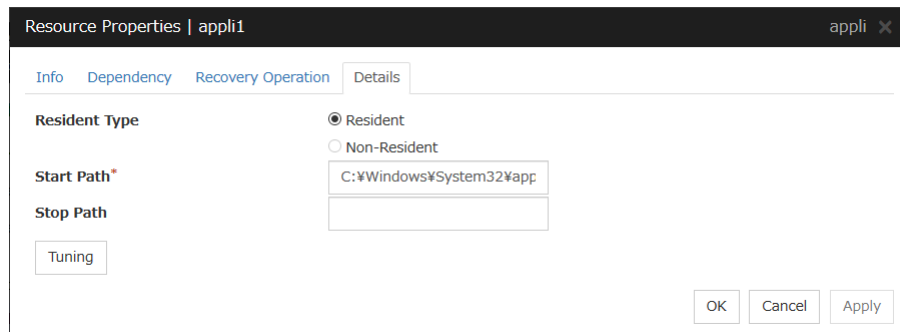 Resource Properties | appli1 appli ×
Info Dependency Recovery Operation Details
Resident Type Resident
Non-Resident
Start Path* C:¥Windows¥System32¥app
Stop Path
Tuning
OK Cancel Apply